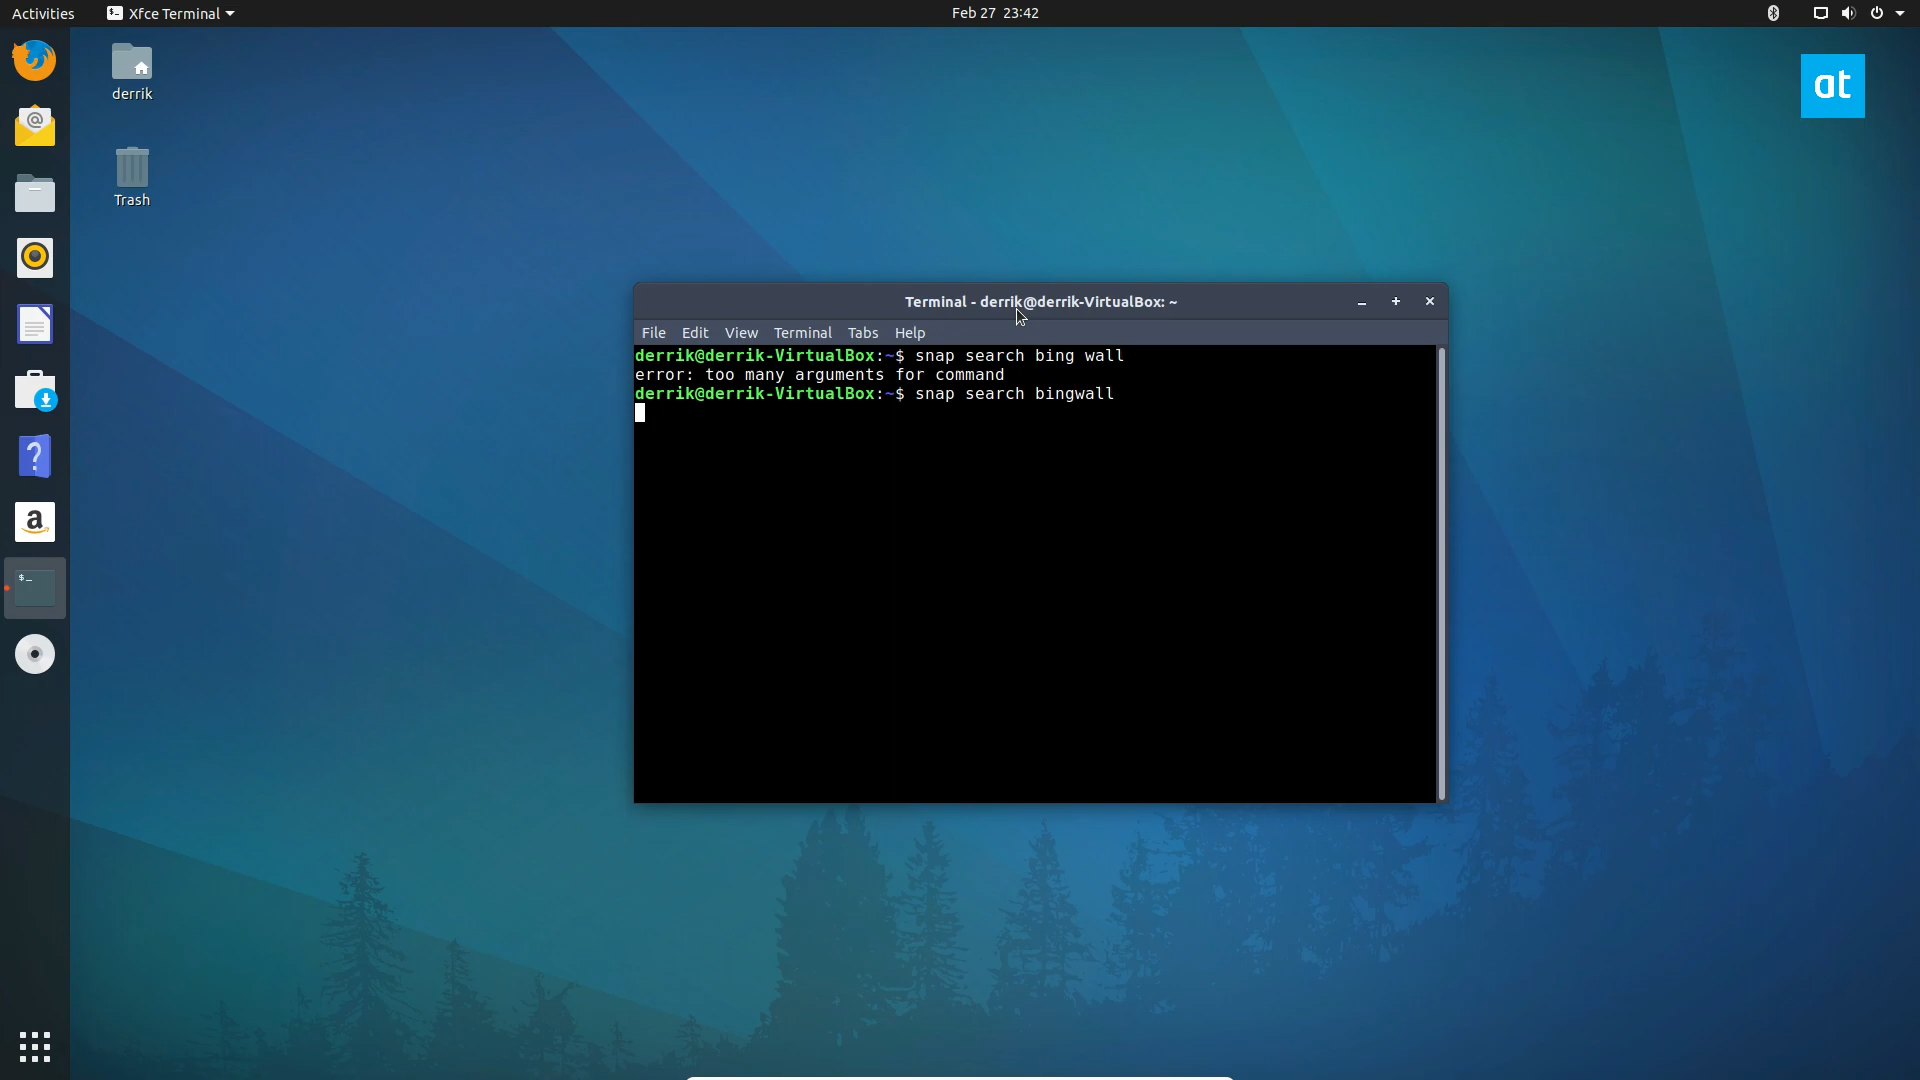 Activities
Xfce Terminal
Feb 27 23:42
derrik
Trash
at
Terminal - derrik@derrik-VirtualBox: ~
File Edit View Terminal Tabs Help
derrik@derrik-VirtualBox:~$ snap search bing wall
error: too many arguments for command
derrik@derrik-VirtualBox:~$ snap search bingwall
@
?
a
$_